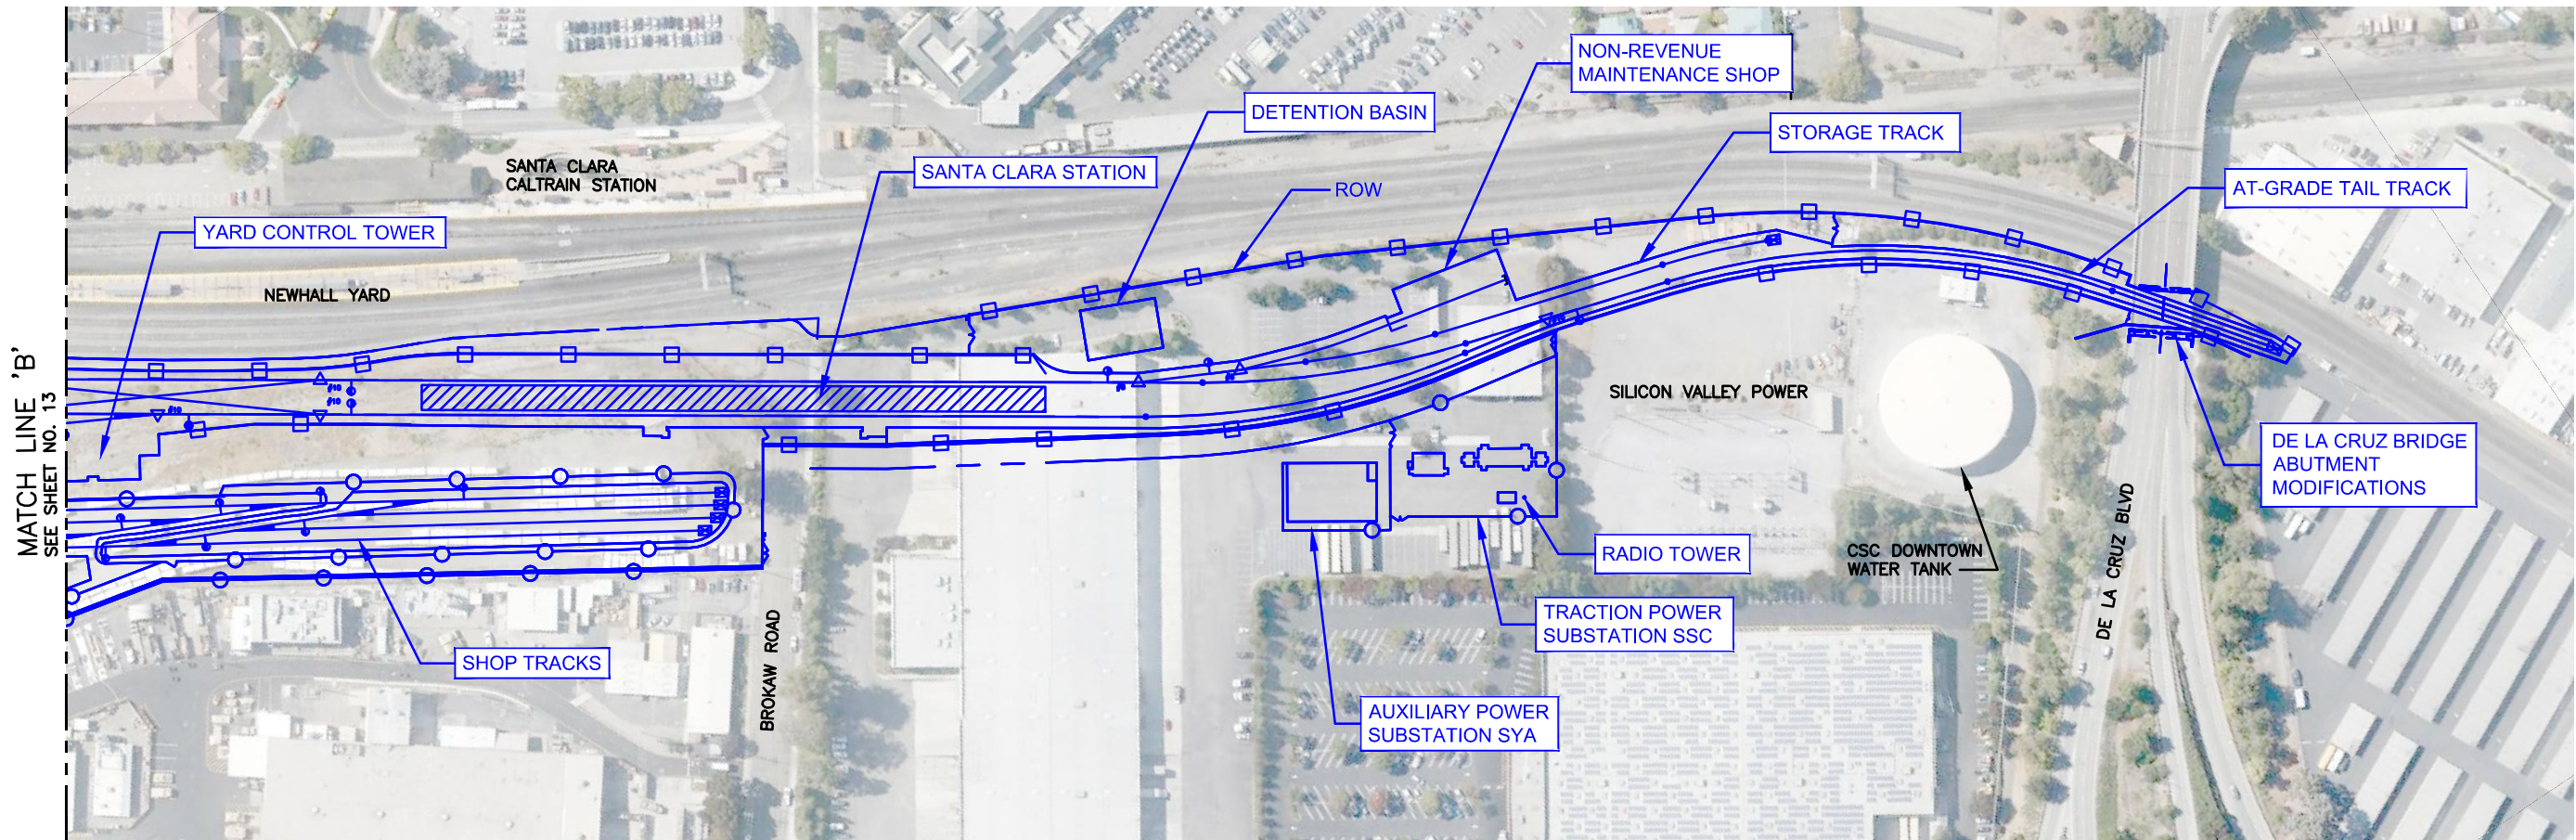 NON-REVENUE
MAINTENANCE SHOP
DETENTION BASIN
STORAGE TRACK
SANTA CLARA
CALTRAIN STATION
SANTA CLARA STATION
ROW
AT-GRADE TAIL TRACK
YARD CONTROL TOWER
NEWHALL YARD
MATCH LINE 'B'
SEE SHEET NO. 13
#10
#10
#10
SILICON VALLEY POWER
DE LA CRUZ BRIDGE
ABUTMENT
MODIFICATIONS
RADIO TOWER
CSC DOWNTOWN
WATER TANK
DE LA CRUZ BLVD
TRACTION POWER
SUBSTATION SSC
SHOP TRACKS
BROKAW ROAD
AUXILIARY POWER
SUBSTATION SYA